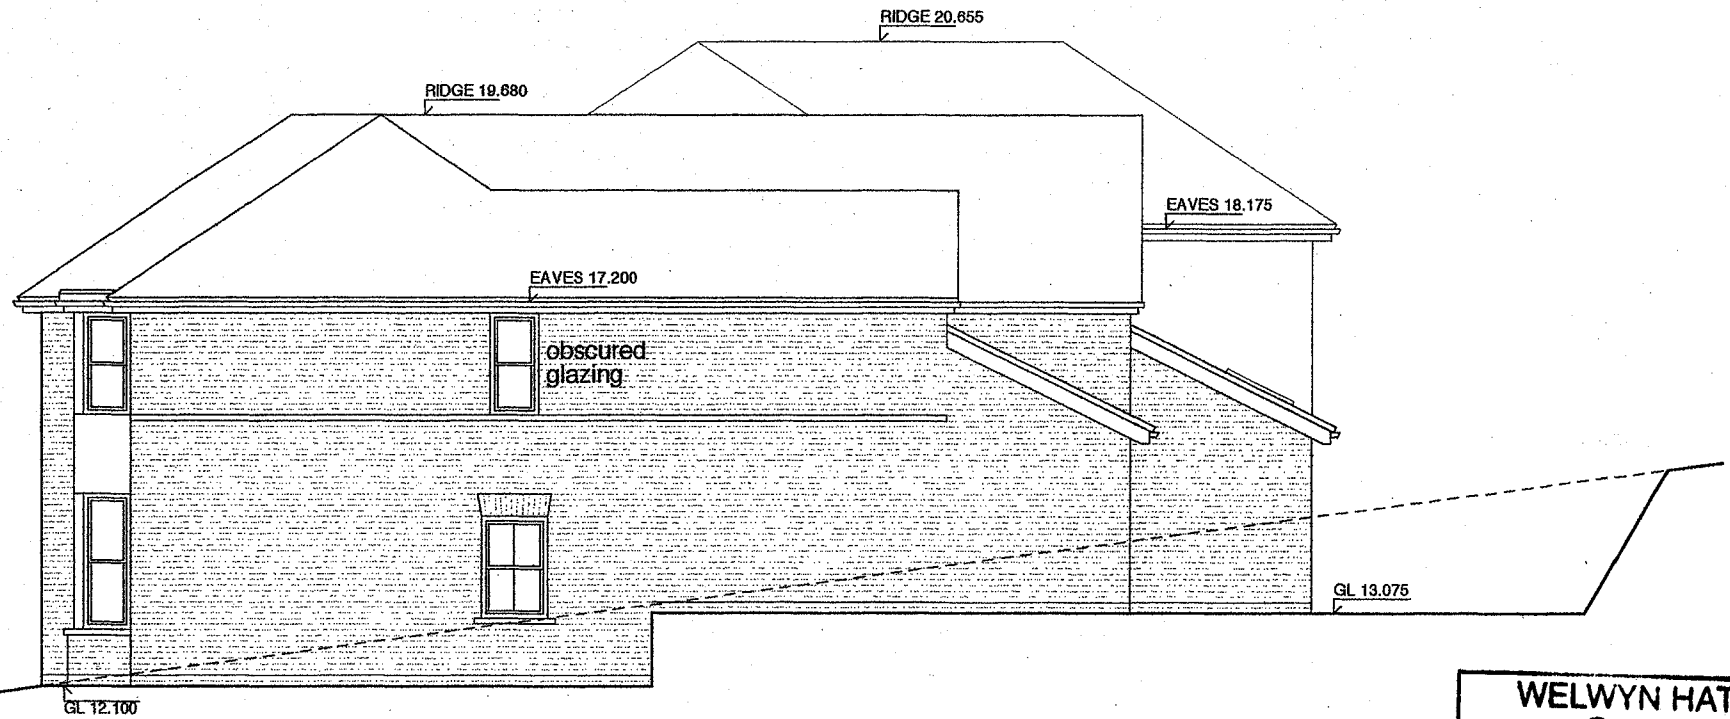 RIDGE 20.655
RIDGE 19.680
EAVES 18.175
EAVES 17.200
obscured
glazing
GL 13.075
GL 12.100
WELWYN HAT